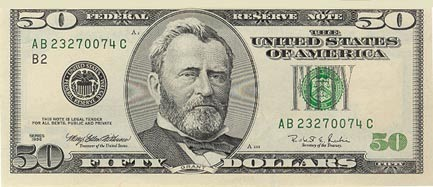 50 FEDERAL RESERVE NOTE 50
AB 23270074 C
THE
UNITED STATES
OF AMERICA
B2
THIS NOTE IS LEGAL TENDER
FOR ALL DEBTS, PUBLIC AND PRIVATE
AB 23270074 C
SERIES
1996
Treasurer of the United States.
Secretary of the Treasury.
50
GRANT
50 FIFTY DOLLARS